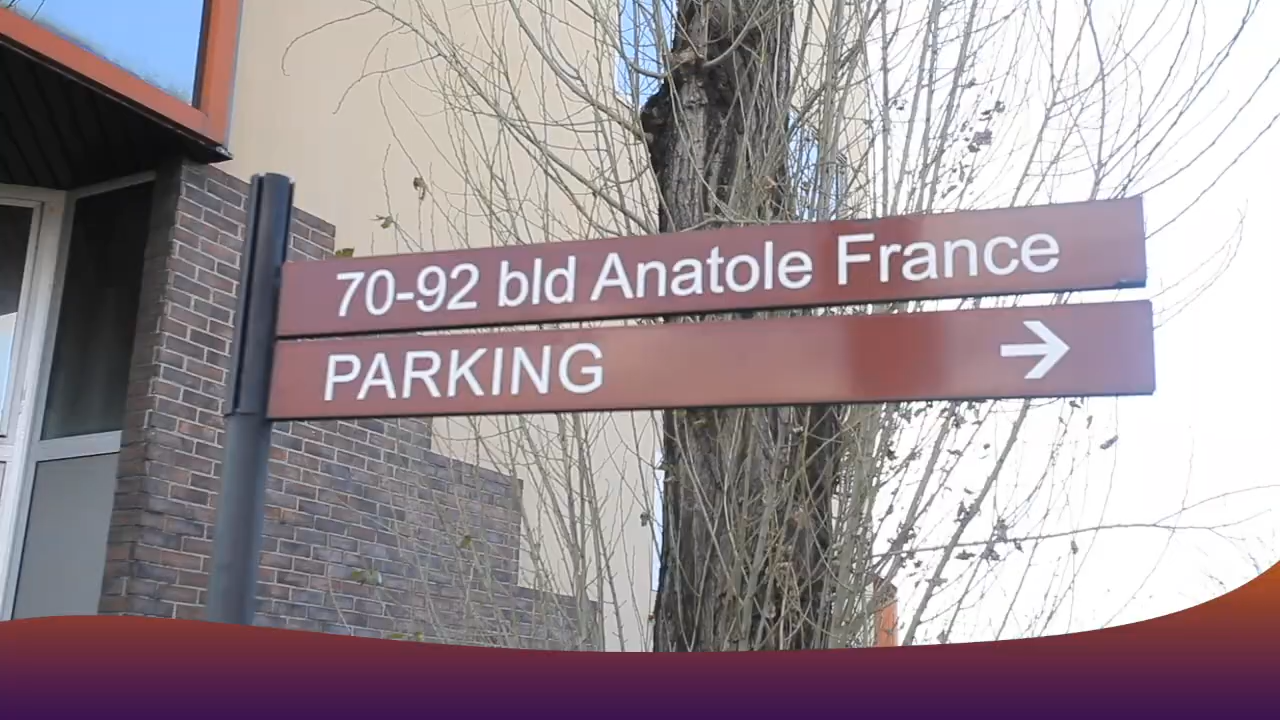 70-92 bld Anatole France
PARKING →